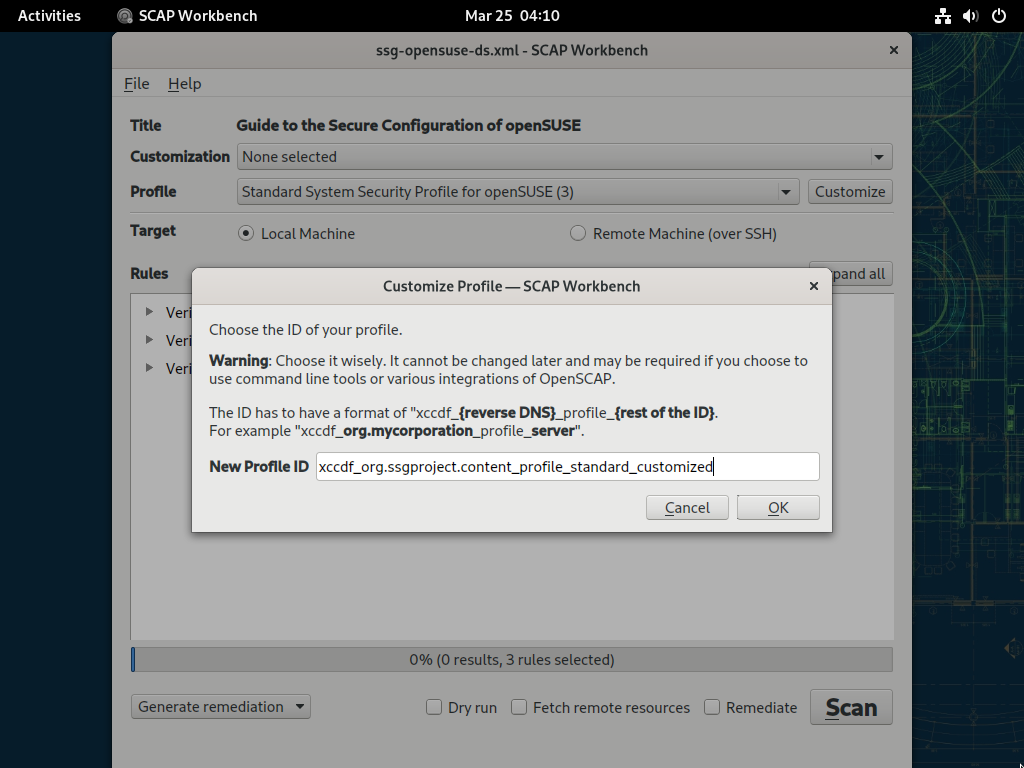 Activities SCAP Workbench Mar 25 04:10
ssg-opensuse-ds.xml - SCAP Workbench
File Help
Title Guide to the Secure Configuration of openSUSE
Customization None selected
Profile Standard System Security Profile for openSUSE (3) Customize
Target Local Machine Remote Machine (over SSH)
Rules pand all
Customize Profile — SCAP Workbench
Veri
Choose the ID of your profile.
Veri
Warning: Choose it wisely. It cannot be changed later and may be required if you choose to
Veri
use command line tools or various integrations of OpenSCAP.
The ID has to have a format of "xccdf_{reverse DNS}_profile_{rest of the ID}.
For example "xccdf_org.mycorporation_profile_server".
New Profile ID xccdf_org.ssgproject.content_profile_standard_customized
Cancel OK
0% (0 results, 3 rules selected)
Generate remediation Dry run Fetch remote resources Remediate Scan